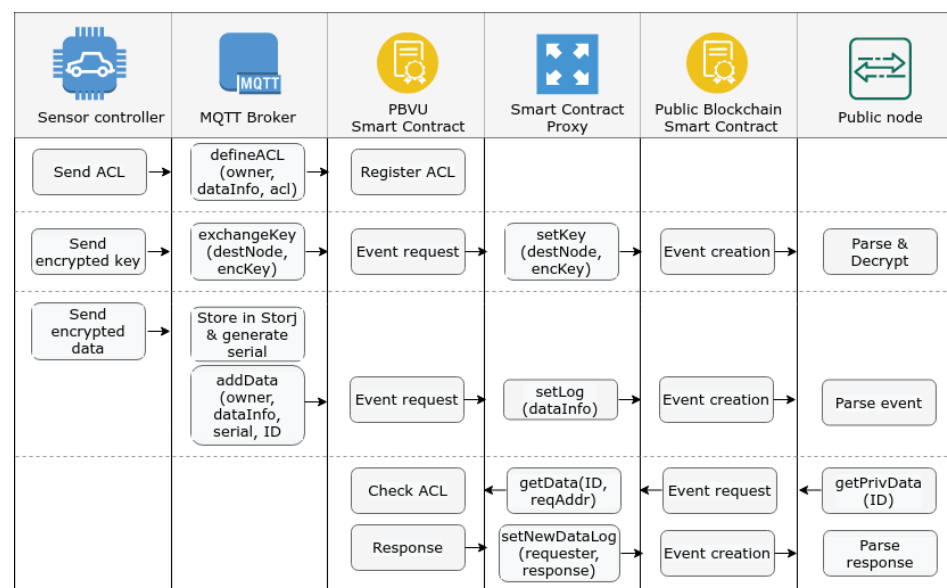 MQTT
Sensor controller
MQTT Broker
PBVU
Smart Contract
Smart Contract
Proxy
Public Blockchain
Smart Contract
Public node
Send ACL
defineACL
(owner,
dataInfo, acl)
Register ACL
Send
encrypted key
exchangeKey
(destNode,
encKey)
Event request
setKey
(destNode,
encKey)
Event creation
Parse &
Decrypt
Send
encrypted
data
Store in Storj
& generate
serial
addData
(owner,
dataInfo,
serial, ID
Event request
setLog
(dataInfo)
Event creation
Parse event
Check ACL
getData(ID,
reqAddr)
Event request
getPrivData
(ID)
Response
setNewDataLog
(requester,
response)
Event creation
Parse
response